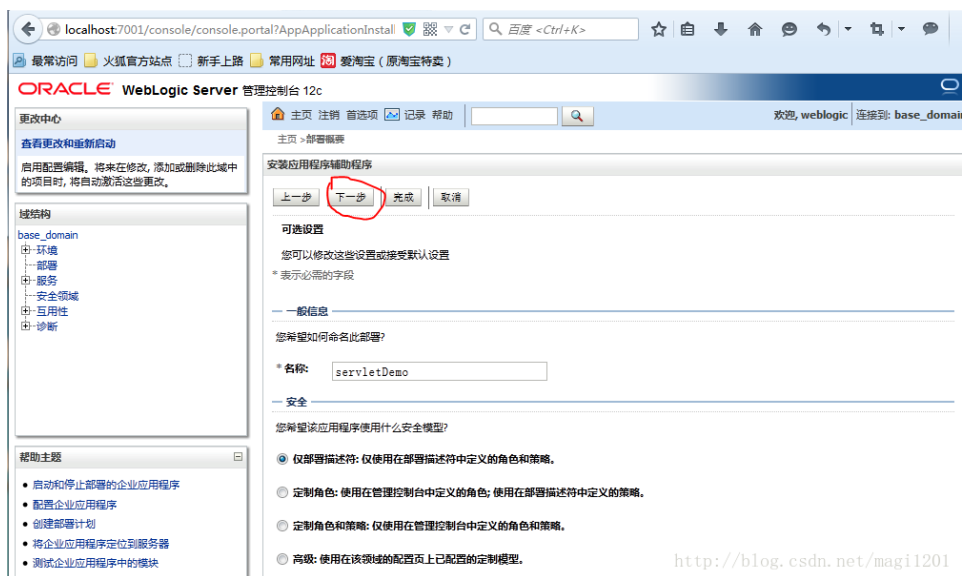 localhost:7001/console/console.portal?AppApplicationInstall
百度 <Ctrl+K>
最常访问 火狐官方站点 新手上路 常用网址 淘 爱淘宝（原淘宝特卖）
ORACLE WebLogic Server 管理控制台 12c
更改中心
查看更改和重新启动
启用配置编辑。将来在修改, 添加或删除此域中
的项目时, 将自动激活这些更改。
域结构
base_domain
环境
部署
服务
安全领域
互用性
诊断
帮助主题
启动和停止部署的企业应用程序
配置企业应用程序
创建部署计划
将企业应用程序定位到服务器
测试企业应用程序中的模块
主页 注销 首选项 记录 帮助
欢迎, weblogic 连接到: base_domain
主页 >部署概要
安装应用程序辅助程序
上一步 下一步 完成 取消
可选设置
您可以修改这些设置或接受默认设置
* 表示必需的字段
一般信息
您希望如何命名此部署?
* 名称: servletDemo
安全
您希望该应用程序使用什么安全模型?
仅部署描述符: 仅使用在部署描述符中定义的角色和策略。
定制角色: 使用在管理控制台中定义的角色; 使用在部署描述符中定义的策略。
定制角色和策略: 仅使用在管理控制台中定义的角色和策略。
高级: 使用在该领域的配置页上已配置的定制模型。
http://blog.csdn.net/magi1201